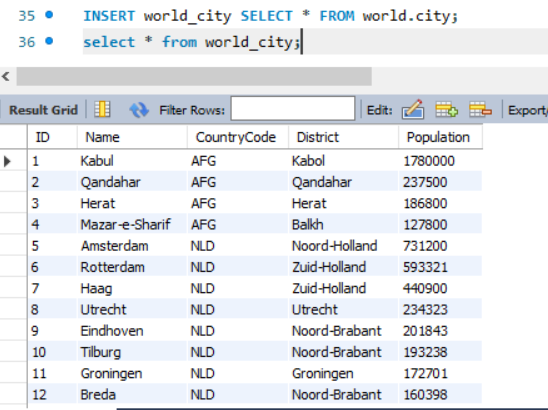 35 INSERT world_city SELECT * FROM world.city;
36 select * from world_city;
Result Grid Filter Rows: Edit: Export/
ID Name CountryCode District Population
1 Kabul AFG Kabol 1780000
2 Qandahar AFG Qandahar 237500
3 Herat AFG Herat 186800
4 Mazar-e-Sharif AFG Balkh 127800
5 Amsterdam NLD Noord-Holland 731200
6 Rotterdam NLD Zuid-Holland 593321
7 Haag NLD Zuid-Holland 440900
8 Utrecht NLD Utrecht 234323
9 Eindhoven NLD Noord-Brabant 201843
10 Tilburg NLD Noord-Brabant 193238
11 Groningen NLD Groningen 172701
12 Breda NLD Noord-Brabant 160398